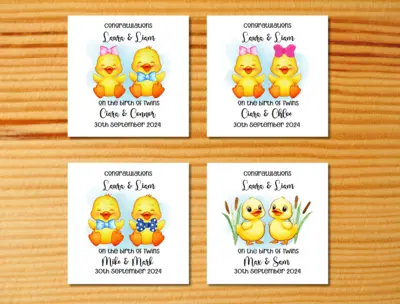 Congratulations
Laura & Liam
on the birth of Twins
Ciara & Connor
30th September 2024
Congratulations
Laura & Liam
on the birth of Twins
Ciara & Chloe
30th September 2024
Congratulations
Laura & Liam
on the birth of Twins
Mike & Mark
30th September 2024
Congratulations
Laura & Liam
on the birth of Twins
Max & Sam
30th September 2024